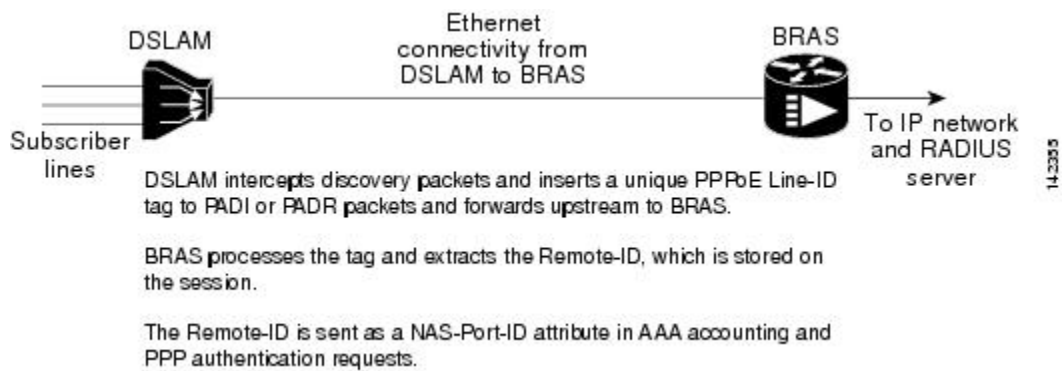 DSLAM
Ethernet
connectivity from
DSLAM to BRAS
BRAS
Subscriber
lines
To IP network
and RADIUS
server
142355
DSLAM intercepts discovery packets and inserts a unique PPPoE Line-ID
tag to PADI or PADR packets and forwards upstream to BRAS.
BRAS processes the tag and extracts the Remote-ID, which is stored on
the session.
The Remote-ID is sent as a NAS-Port-ID attribute in AAA accounting and
PPP authentication requests.